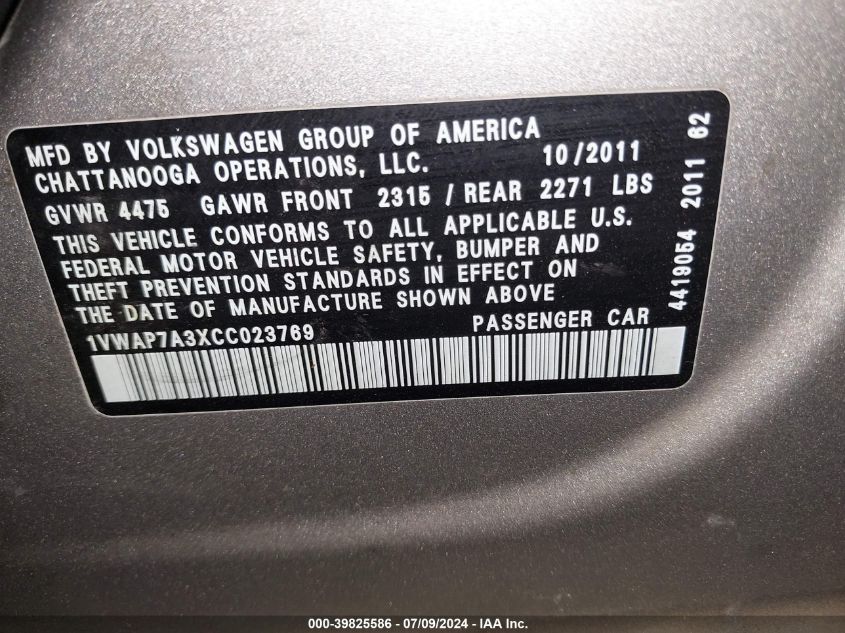 MFD BY VOLKSWAGEN GROUP OF AMERICA
CHATTANOOGA OPERATIONS, LLC. 10/2011
GVWR 4475 GAWR FRONT 2315 / REAR 2271 LBS
THIS VEHICLE CONFORMS TO ALL APPLICABLE U.S.
FEDERAL MOTOR VEHICLE SAFETY, BUMPER AND
THEFT PREVENTION STANDARDS IN EFFECT ON
THE DATE OF MANUFACTURE SHOWN ABOVE
1VWAP7A3XCC023769 PASSENGER CAR
4419054 2011 62
000-39825586 - 07/09/2024 - IAA Inc.